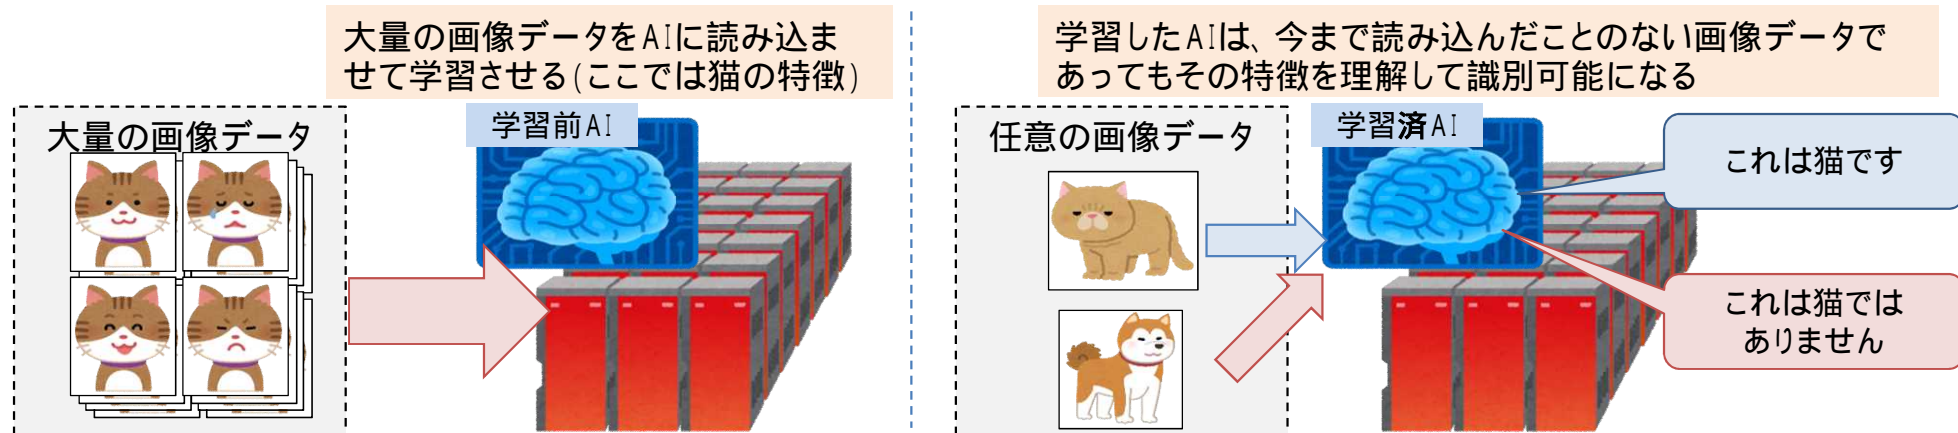 大量の画像データをAIに読み込ま
せて学習させる(ここでは猫の特徴)
大量の画像データ
学習前AI
学習したAIは、今まで読み込んだことのない画像データで
あってもその特徴を理解して識別可能になる
任意の画像データ
学習済AI
これは猫です
これは猫では
ありません